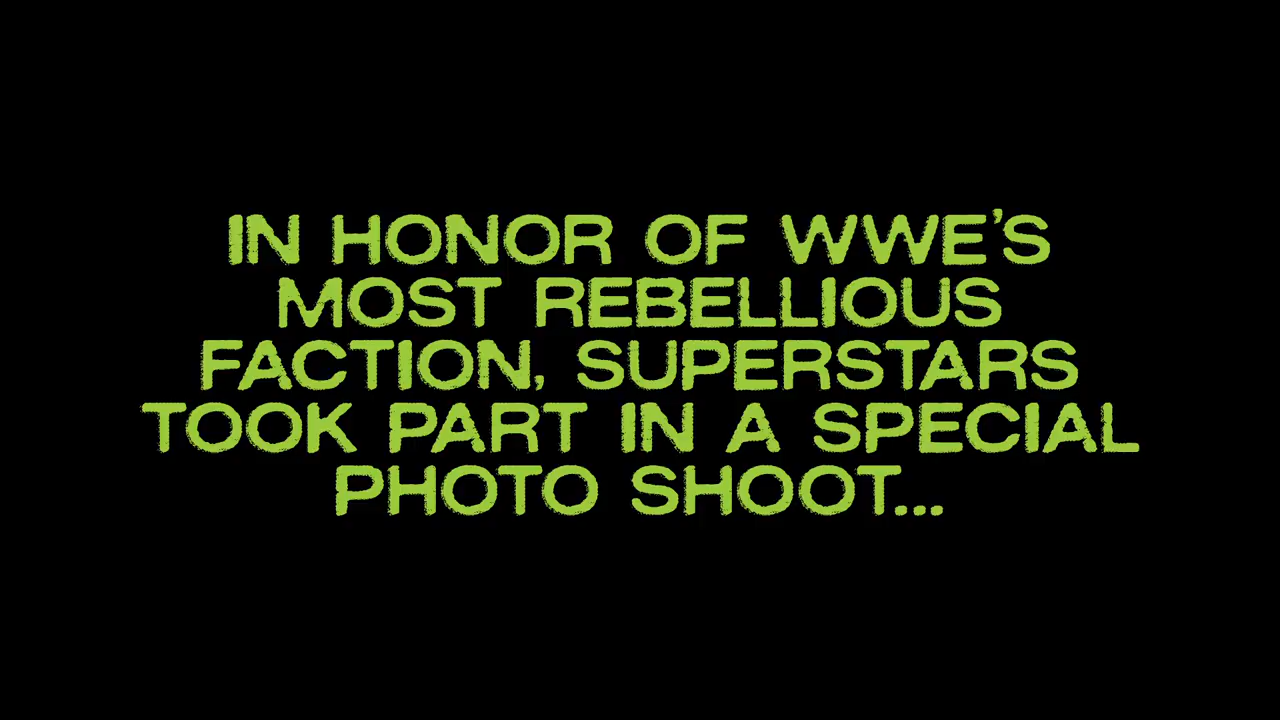 IN HONOR OF WWE'S
MOST REBELLIOUS
FACTION, SUPERSTARS
TOOK PART IN A SPECIAL
PHOTO SHOOT...